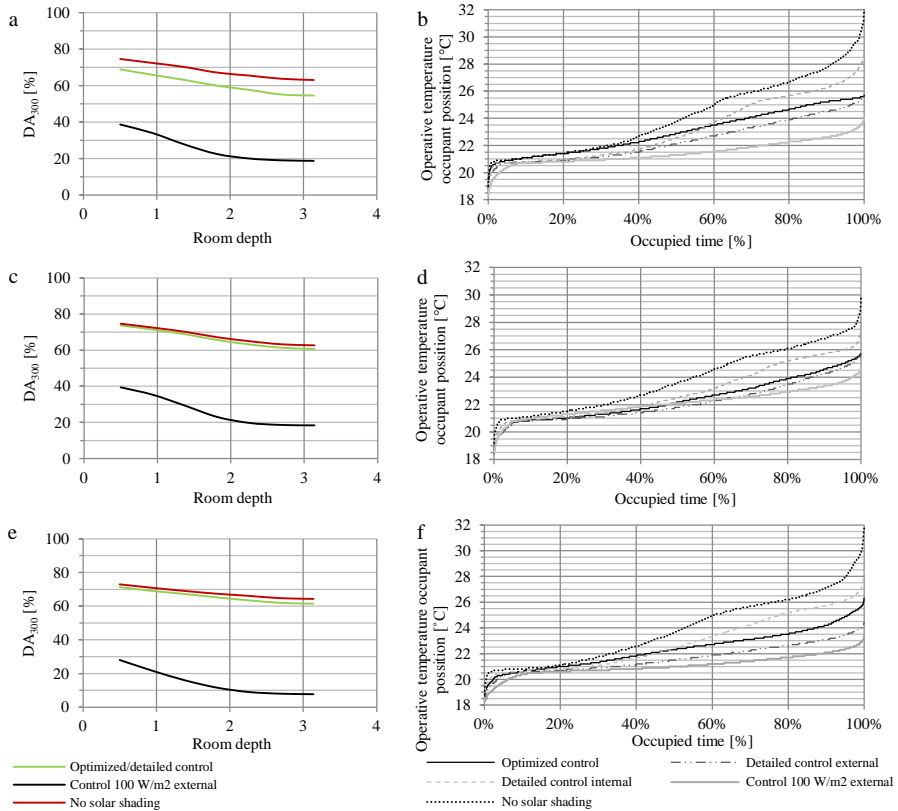 a
100
80
60
40
20
0
DA300 [%]
0 1 2 3 4
Room depth
b
32
30
28
26
24
22
20
18
Operative temperature
occupant possition [°C]
0% 20% 40% 60% 80% 100%
Occupied time [%]
c
100
80
60
40
20
0
DA300 [%]
0 1 2 3 4
Room depth
d
32
30
28
26
24
22
20
18
Operative temperature
occupant possition [°C]
0% 20% 40% 60% 80% 100%
Occupied time [%]
e
100
80
60
40
20
0
DA300 [%]
0 1 2 3 4
Room depth
f
32
30
28
26
24
22
20
18
Operative temperature occupant
possition [°C]
0% 20% 40% 60% 80% 100%
Occupied time [%]
Optimized/detailed control
Control 100 W/m2 external
No solar shading
Optimized control
Detailed control external
Detailed control internal
Control 100 W/m2 external
No solar shading